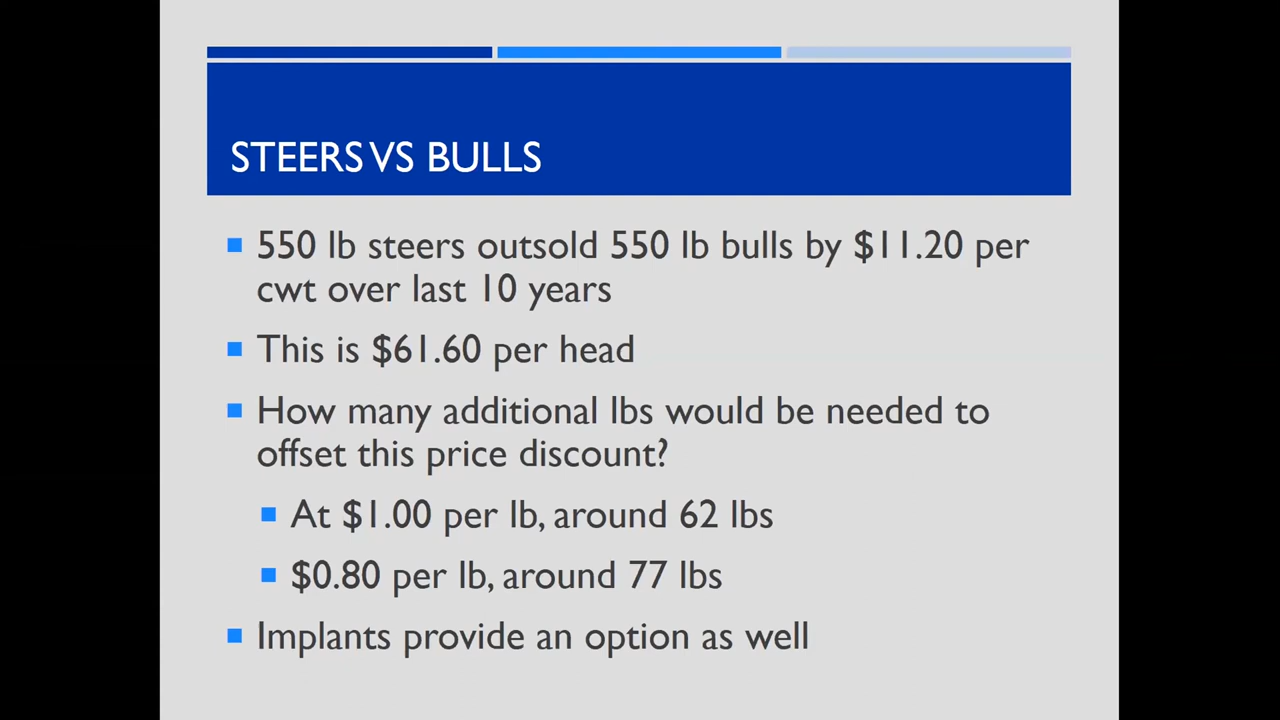 STEERS VS BULLS
550 lb steers outsold 550 lb bulls by $11.20 per
cwt over last 10 years
This is $61.60 per head
How many additional lbs would be needed to
offset this price discount?
At $1.00 per lb, around 62 lbs
$0.80 per lb, around 77 lbs
Implants provide an option as well